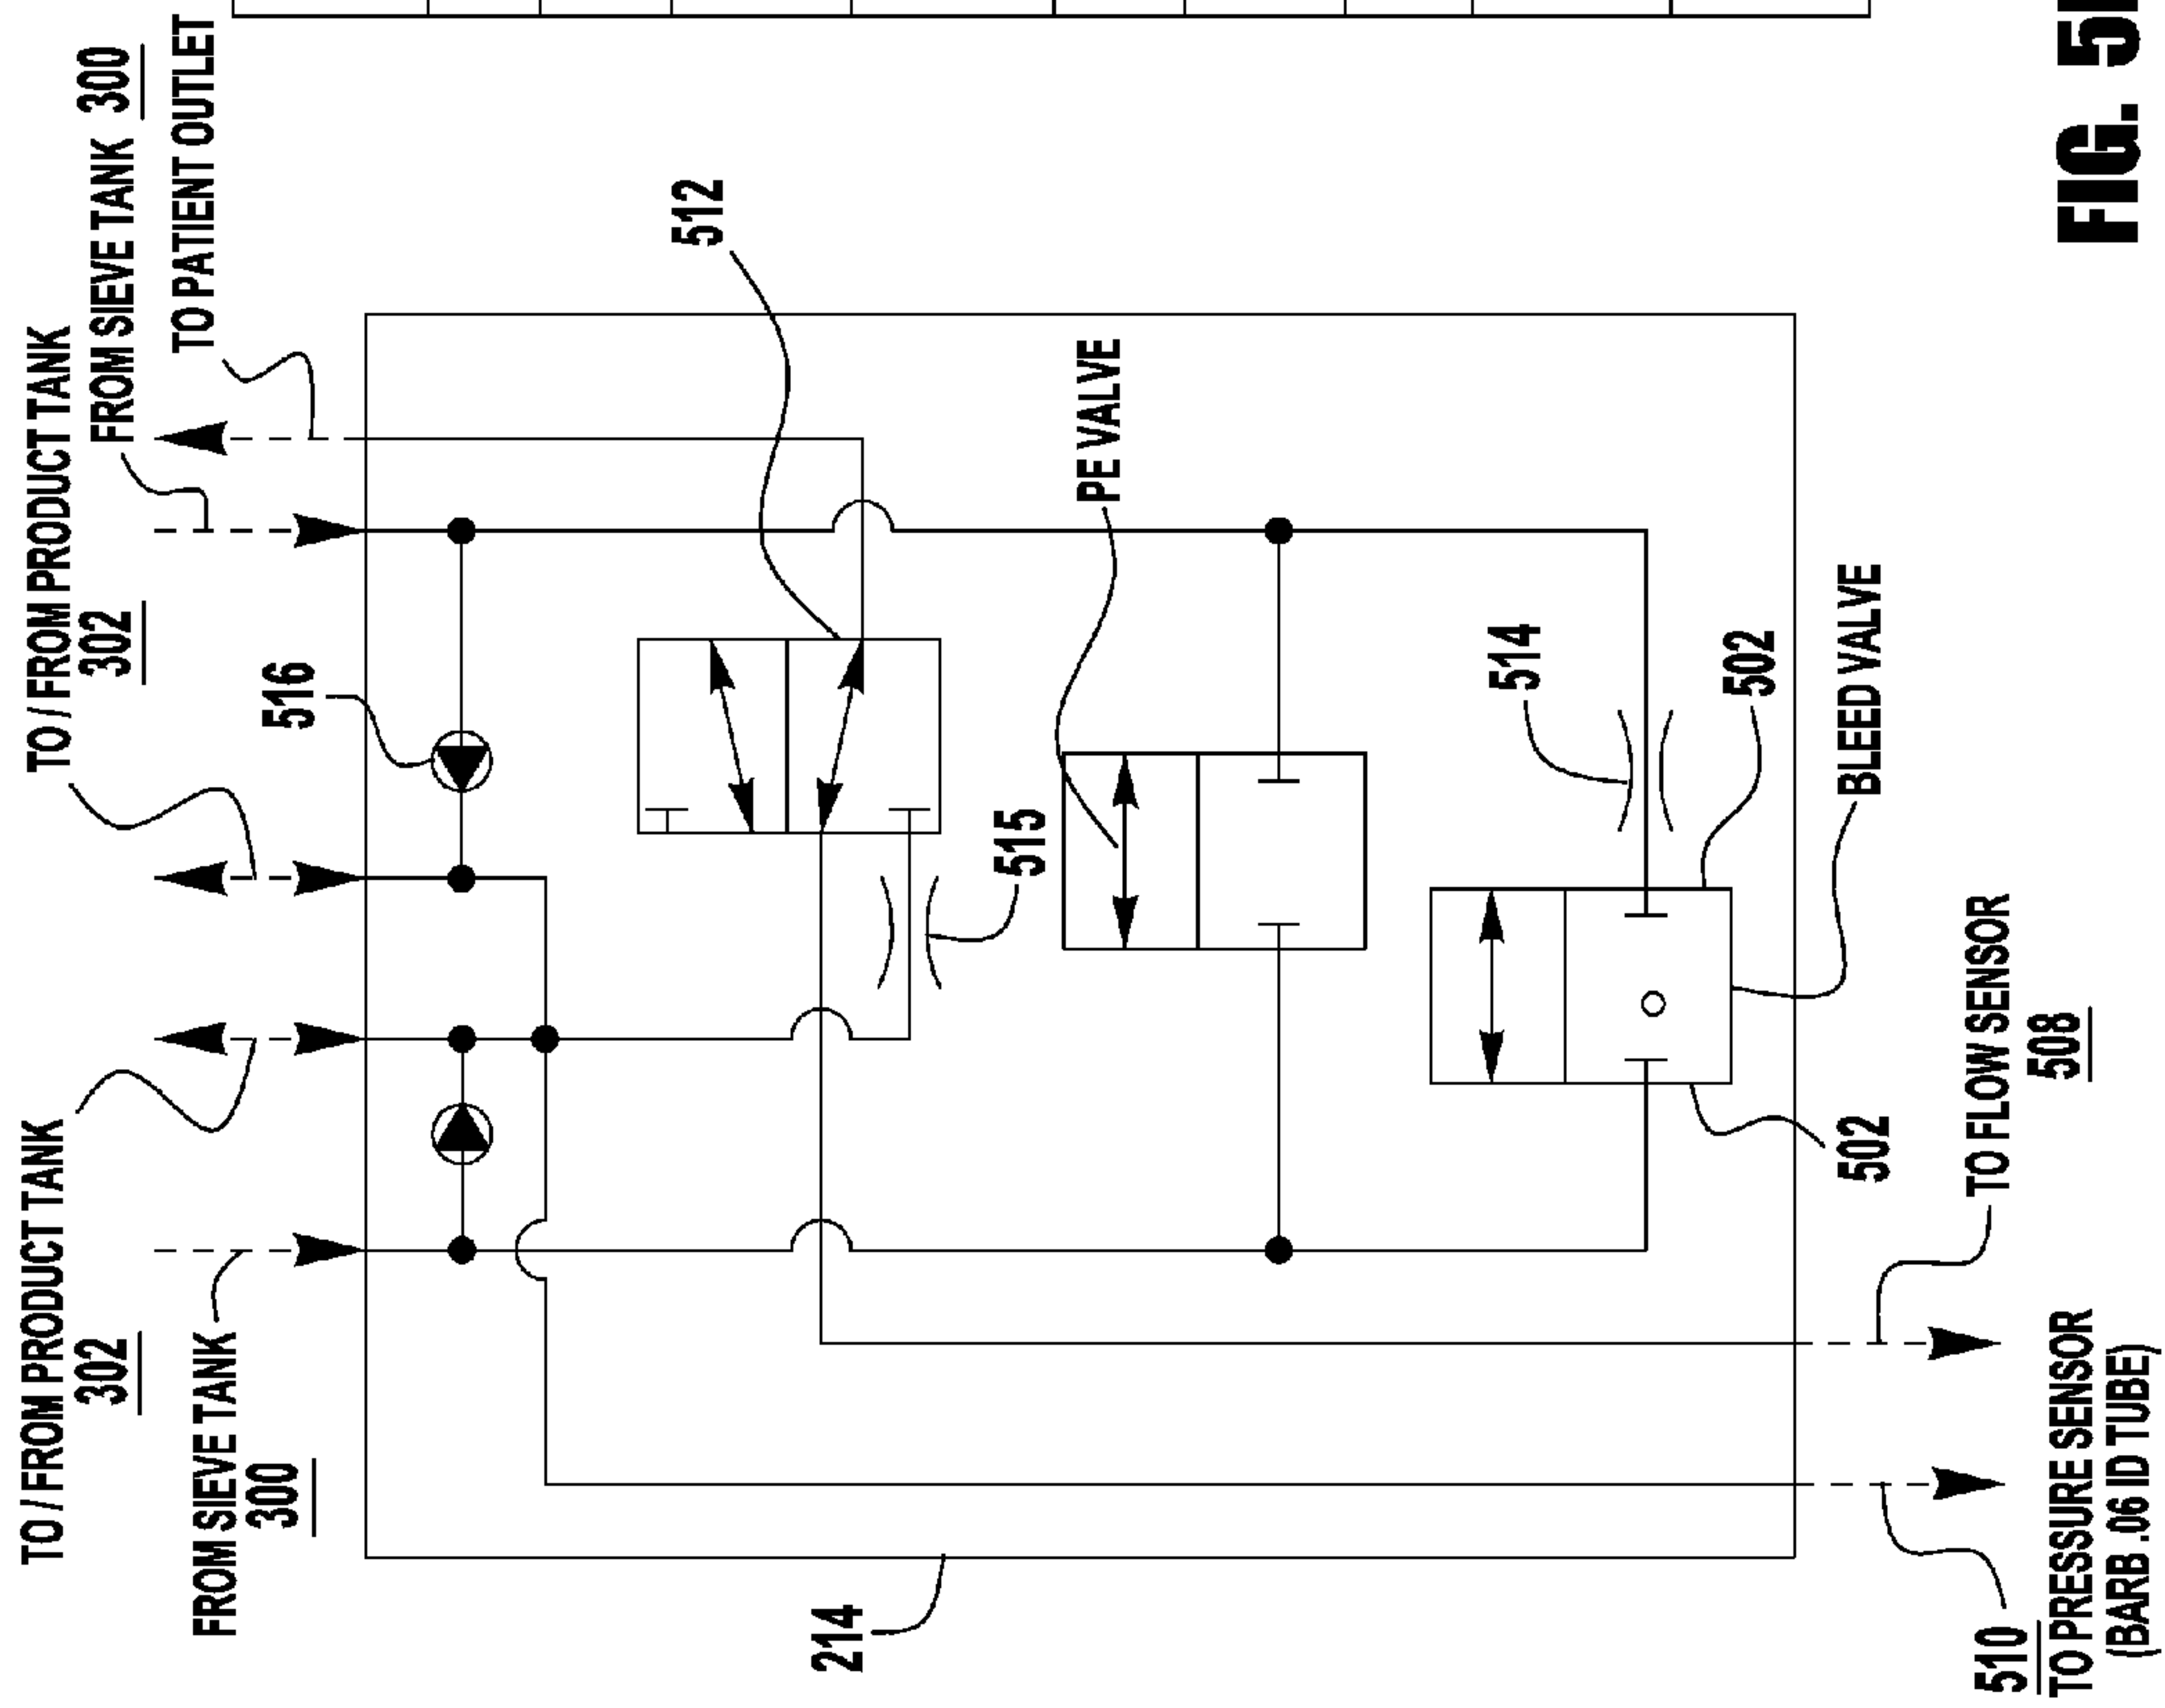 TO / FROM PRODUCT TANK
302
FROM SIEVE TANK
300
TO / FROM PRODUCT TANK
302
FROM SIEVE TANK 300
TO PATIENT OUTLET
516
512
515
PE VALVE
514
502
502
BLEED VALVE
214
510
TO PRESSURE SENSOR
(BARB .06 ID TUBE)
TO FLOW SENSOR
508
FIG.